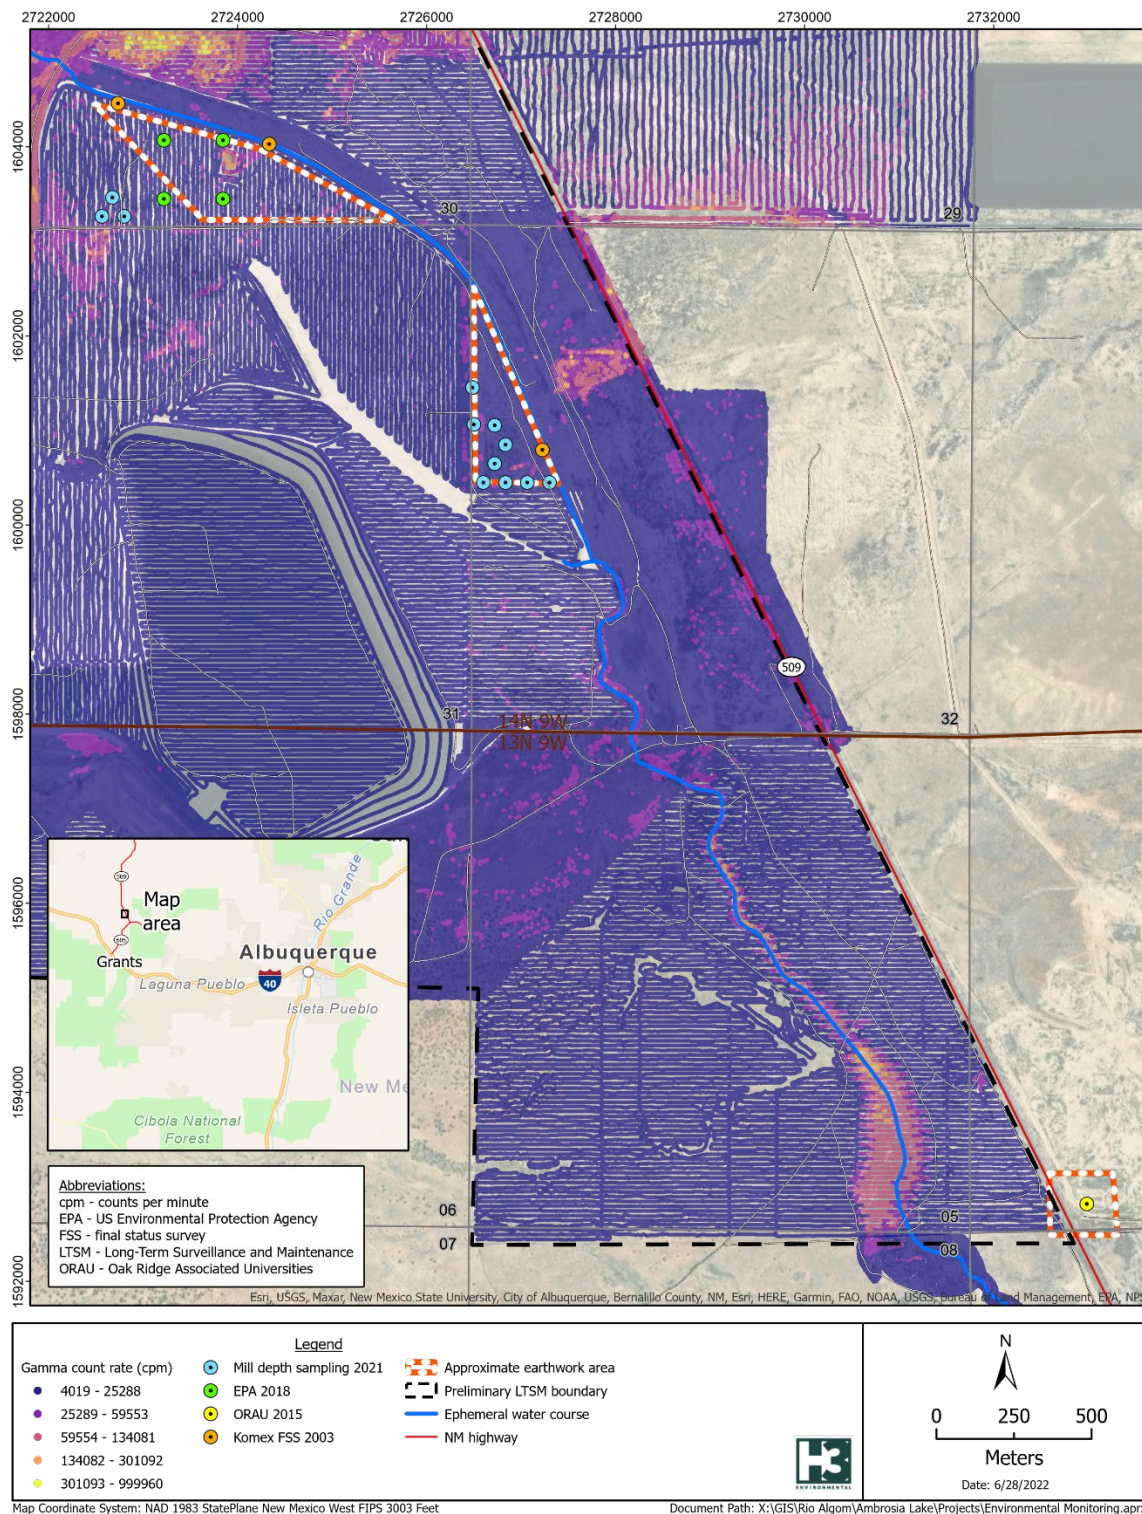 2722000 2724000 2726000 2728000 2730000 2732000
1604000
30
29
1602000
1600000
509
1598000
31
14N 9W
13N 9W
32
1596000
509
Map
area
605
Grants
Rio Grande
Albuquerque
40
Laguna Pueblo
Isleta Pueblo
New Me
Cibola National
Forest
1594000
Abbreviations:
cpm - counts per minute
EPA - US Environmental Protection Agency
FSS - final status survey
LTSM - Long-Term Surveillance and Maintenance
ORAU - Oak Ridge Associated Universities
06
05
07
08
1592000
Esri, USGS, Maxar, New Mexico State University, City of Albuquerque, Bernalillo County, NM, Esri, HERE, Garmin, FAO, NOAA, USGS, Bureau of Land Management, EPA, NPS
Legend
Gamma count rate (cpm)
4019 - 25288
25289 - 59553
59554 - 134081
134082 - 301092
301093 - 999960
Mill depth sampling 2021
EPA 2018
ORAU 2015
Komex FSS 2003
Approximate earthwork area
Preliminary LTSM boundary
Ephemeral water course
NM highway
H3
ENVIRONMENTAL
N
0 250 500
Meters
Date: 6/28/2022
Map Coordinate System: NAD 1983 StatePlane New Mexico West FIPS 3003 Feet
Document Path: X:\GIS\Rio Algom\Ambrosia Lake\Projects\Environmental Monitoring.apr